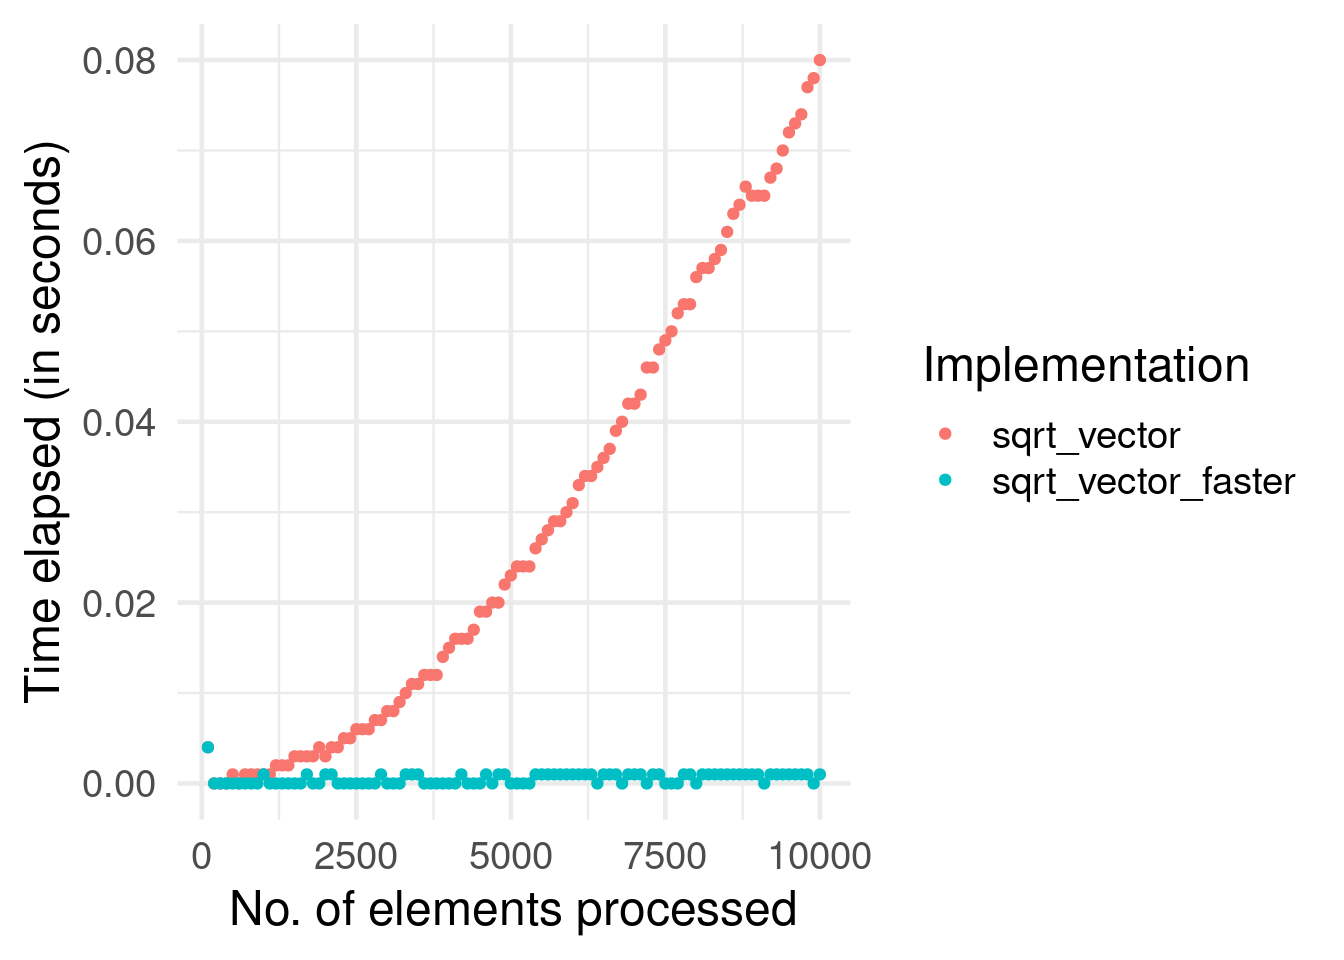 0.08
0.06
0.04
0.02
0.00
0 2500 5000 7500 10000
No. of elements processed
Time elapsed (in seconds)
Implementation
sqrt_vector
sqrt_vector_faster